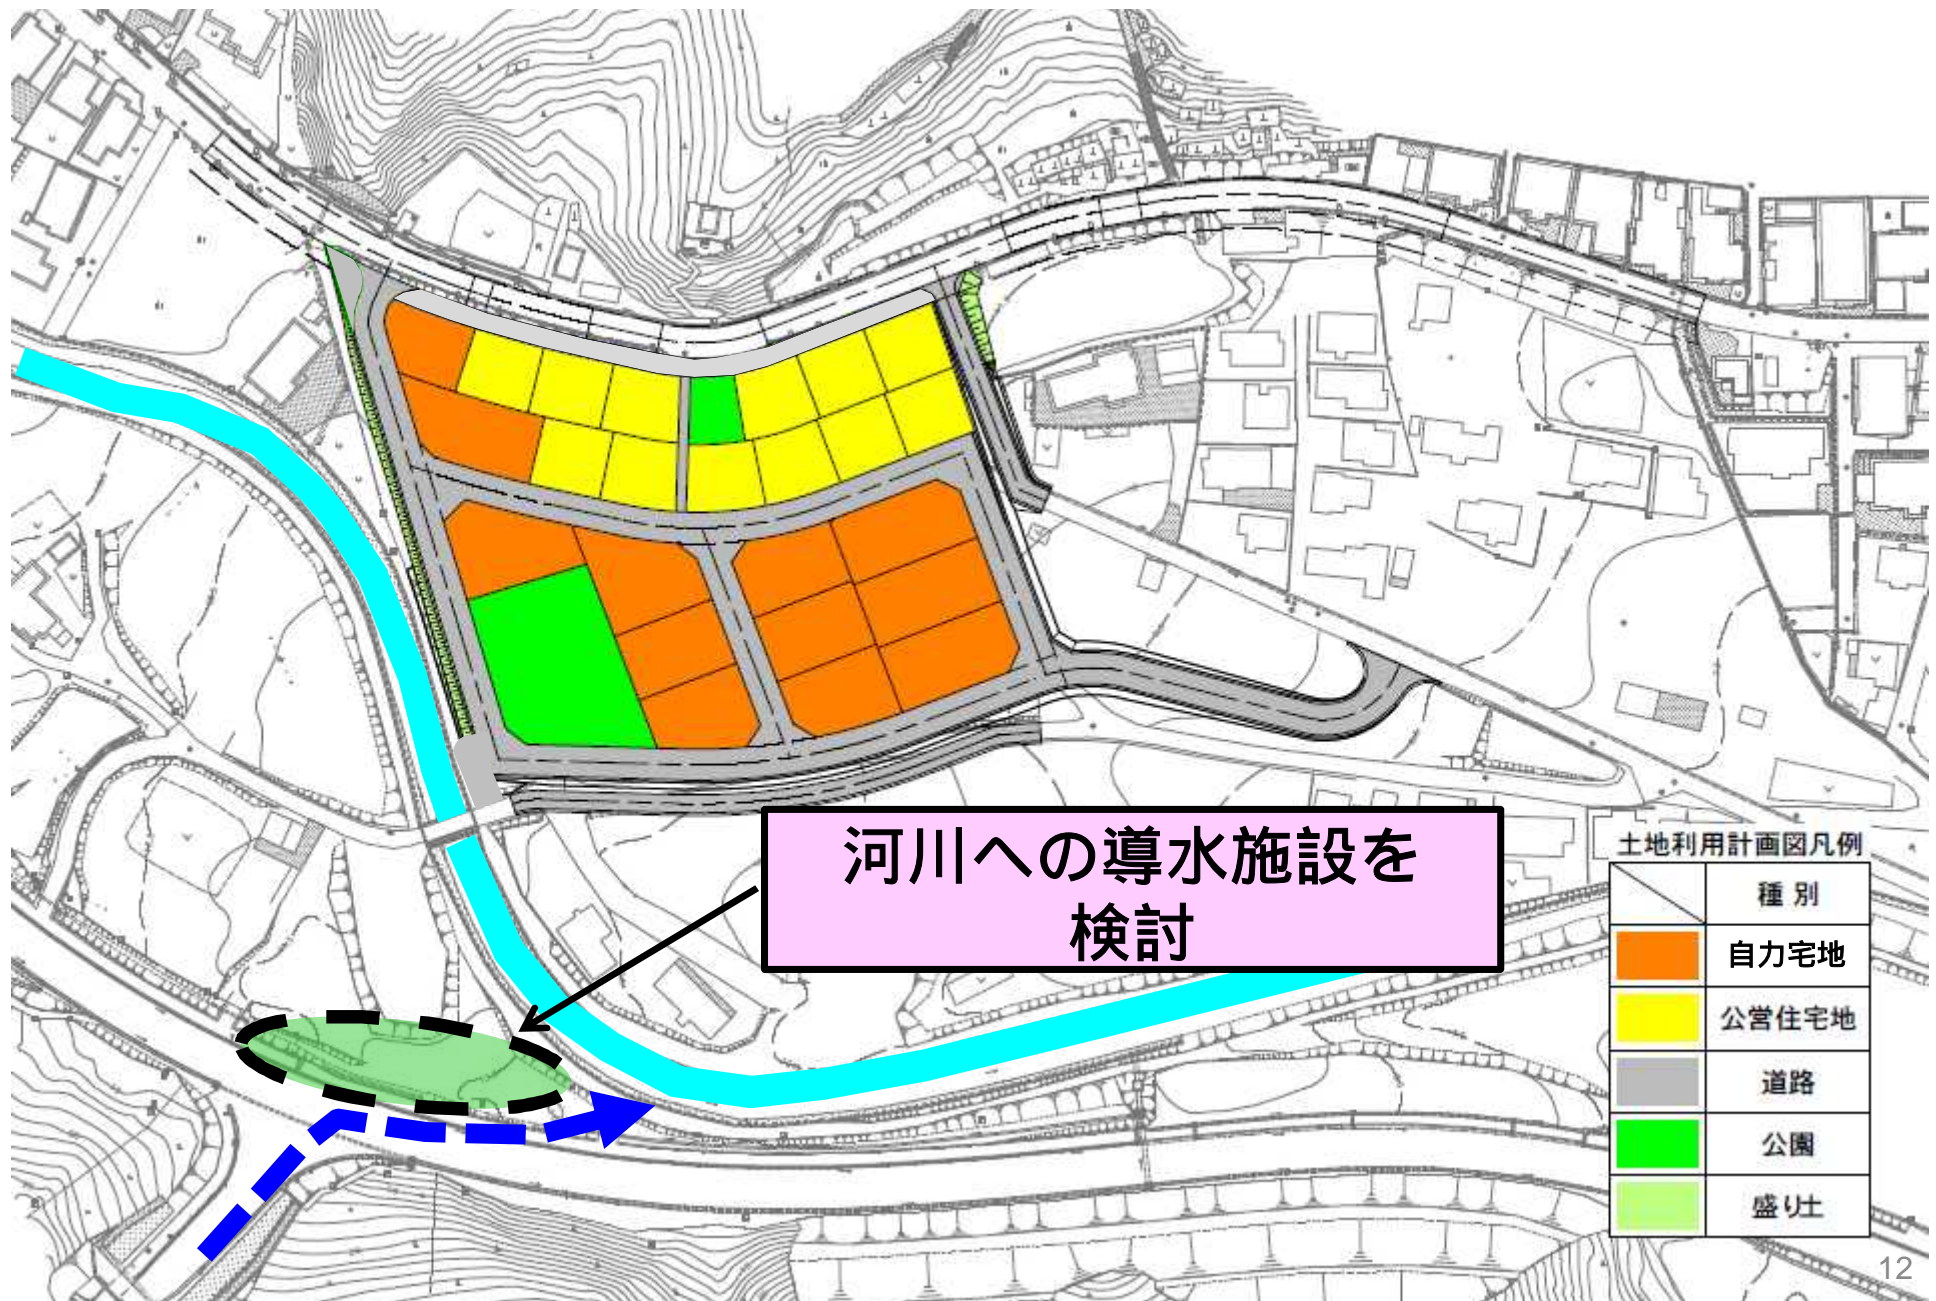 河川への導水施設を
検討
土地利用計画図凡例
種別
自力宅地
公営住宅地
道路
公園
盛り土
12